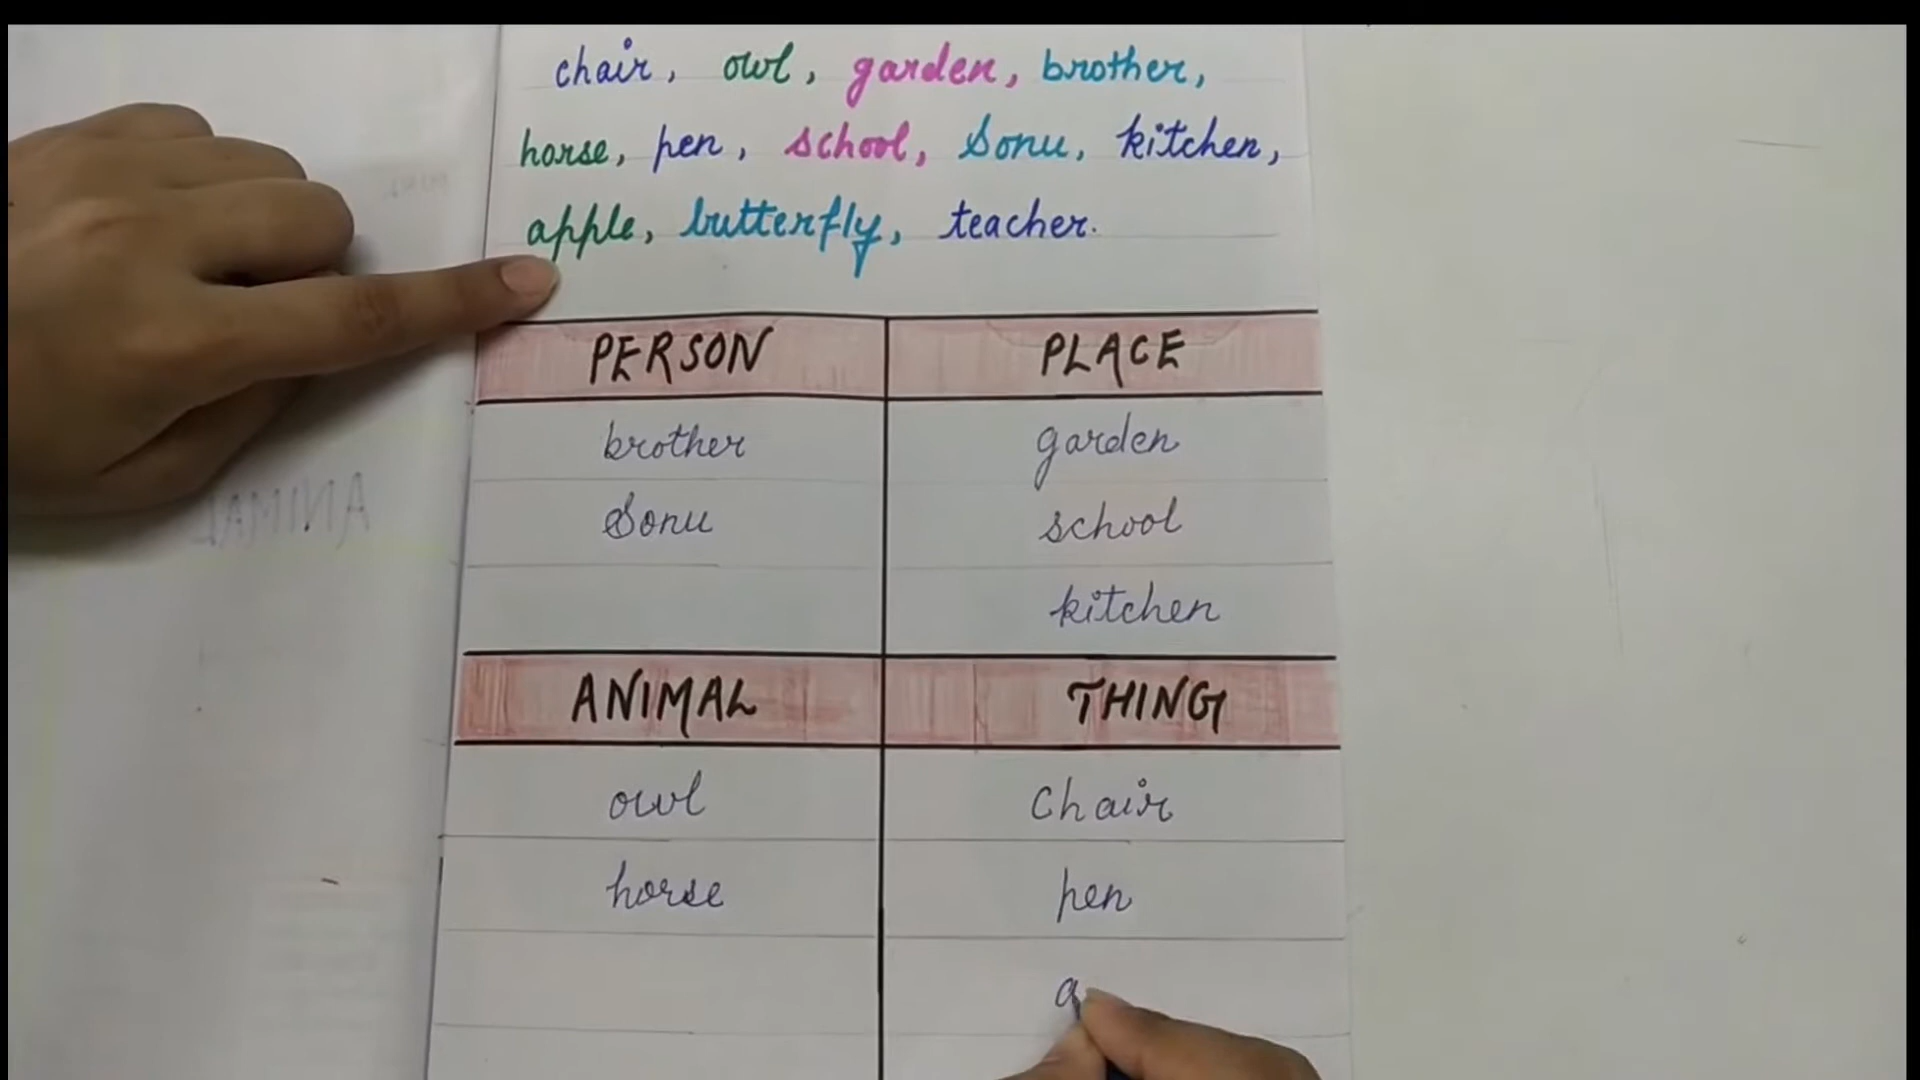 chair, owl, garden, brother,
horse, pen, school, Sonu, kitchen,
apple, butterfly, teacher.
PERSON PLACE
brother garden
Sonu school
kitchen
ANIMAL THING
owl chair
horse pen
a